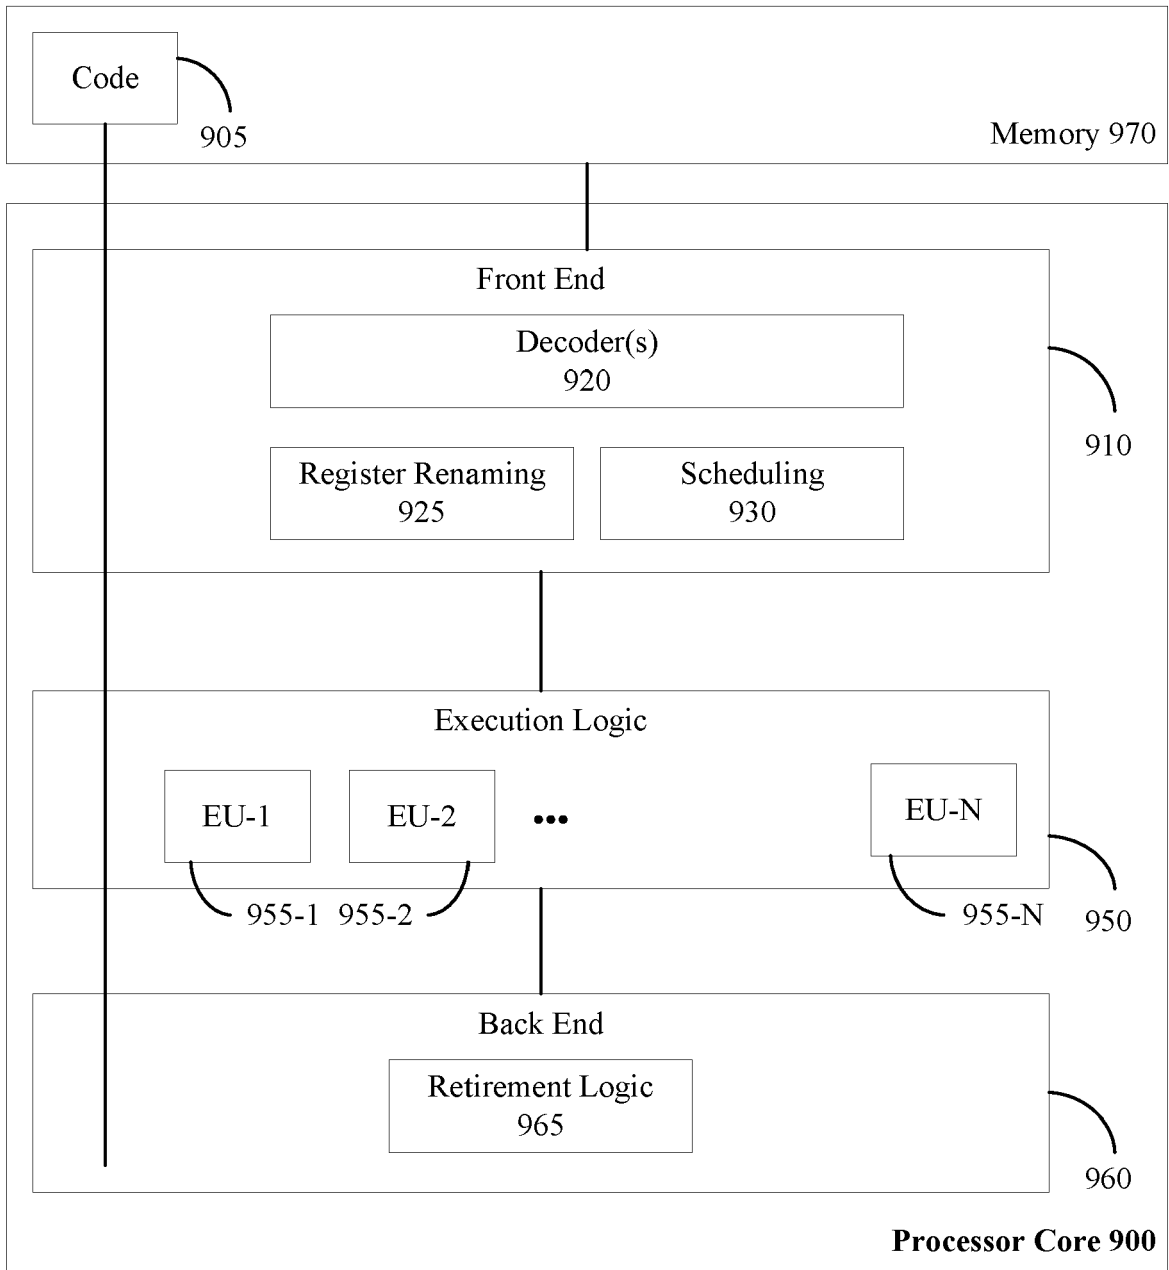 Code
905
Memory 970
Front End
Decoder(s)
920
910
Register Renaming
925
Scheduling
930
Execution Logic
EU-1
EU-2
...
EU-N
955-1
955-2
955-N
950
Back End
Retirement Logic
965
960
Processor Core 900